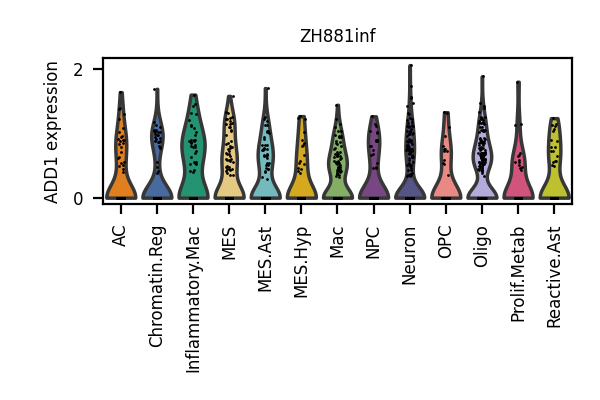 ZH881inf
ADD1 expression
2
0
AC
Chromatin.Reg
Inflammatory.Mac
MES
MES.Ast
MES.Hyp
Mac
NPC
Neuron
OPC
Oligo
Prolif.Metab
Reactive.Ast